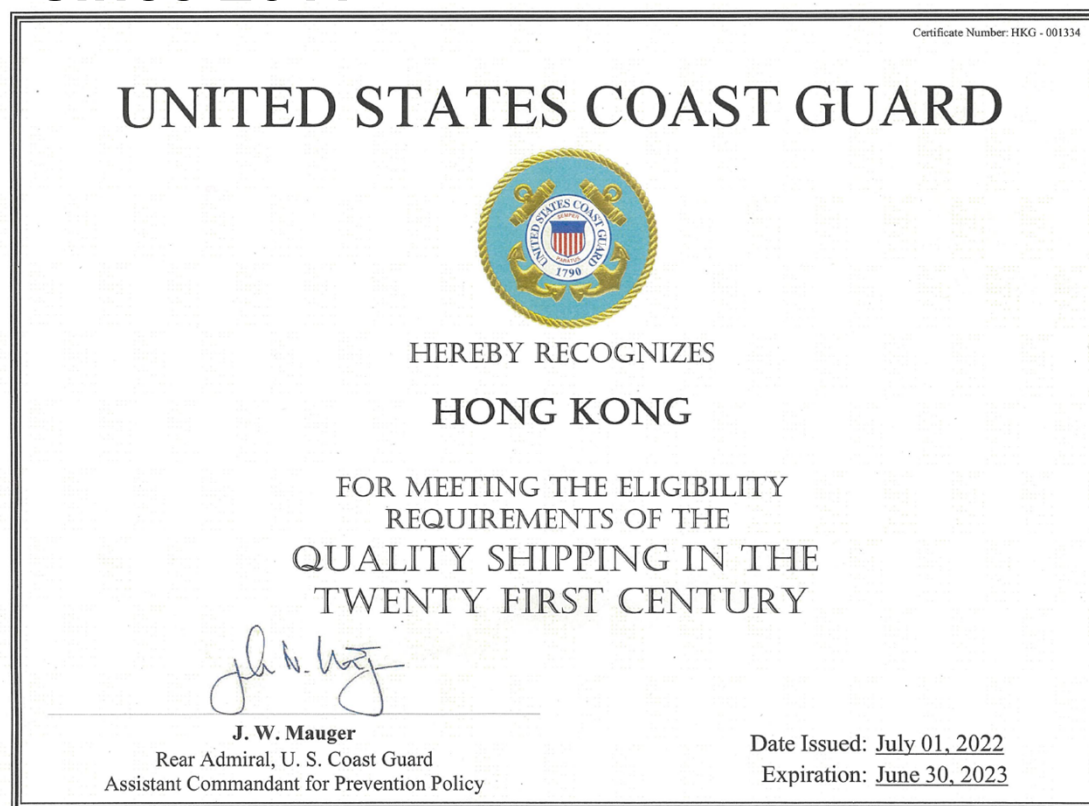 Certificate Number: HKG - 001334
UNITED STATES COAST GUARD
UNITED STATES COAST GUARD
SEMPER
PARATUS
1790
HEREBY RECOGNIZES
HONG KONG
FOR MEETING THE ELIGIBILITY
REQUIREMENTS OF THE
QUALITY SHIPPING IN THE
TWENTY FIRST CENTURY
J. W. Mauger
Rear Admiral, U. S. Coast Guard
Assistant Commandant for Prevention Policy
Date Issued: July 01, 2022
Expiration: June 30, 2023